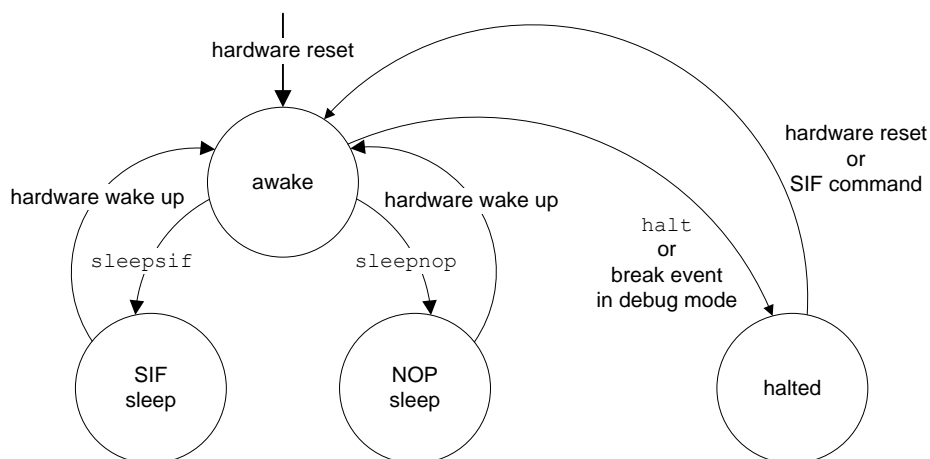 hardware reset
hardware reset
or
SIF command
awake
hardware wake up
hardware wake up
halt
or
break event
in debug mode
sleepsif
sleepnop
SIF
sleep
NOP
sleep
halted